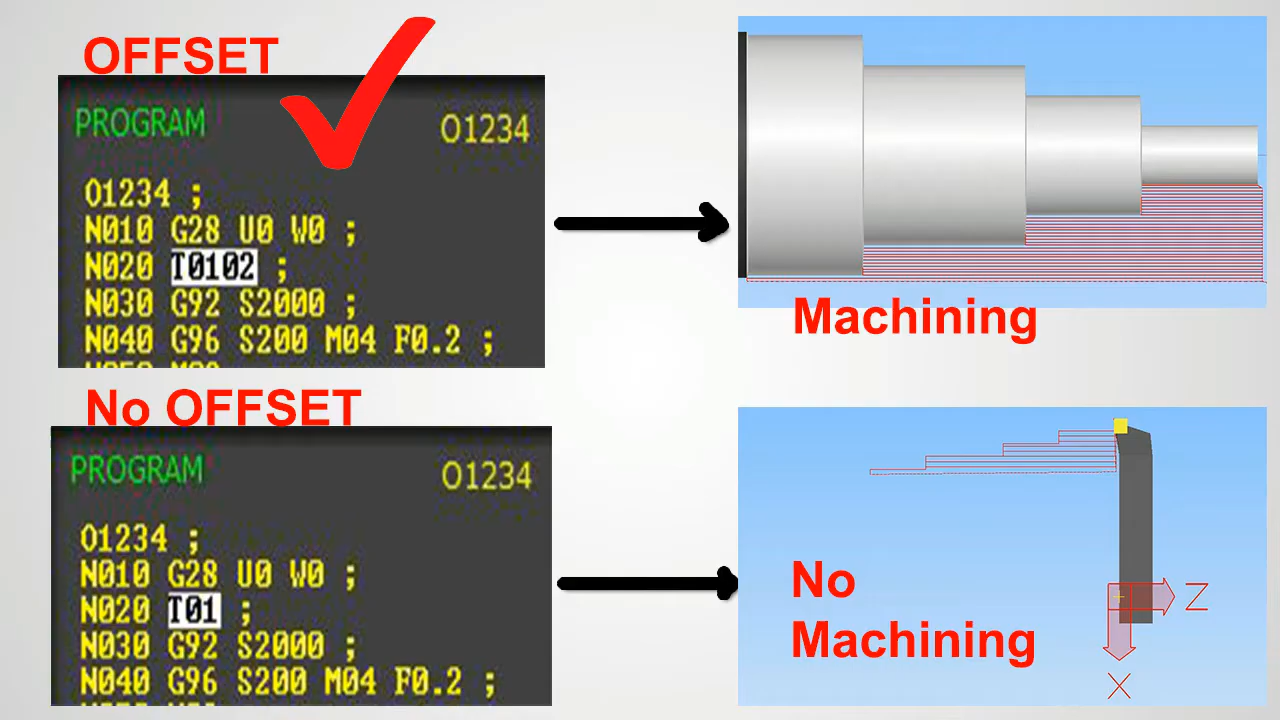 OFFSET
PROGRAM O1234
O1234 ;
N010 G28 U0 W0 ;
N020 T0102 ;
N030 G92 S2000 ;
N040 G96 S200 M04 F0.2 ;
Machining
No OFFSET
PROGRAM O1234
O1234 ;
N010 G28 U0 W0 ;
N020 T01 ;
N030 G92 S2000 ;
N040 G96 S200 M04 F0.2 ;
No
Machining
Z
X